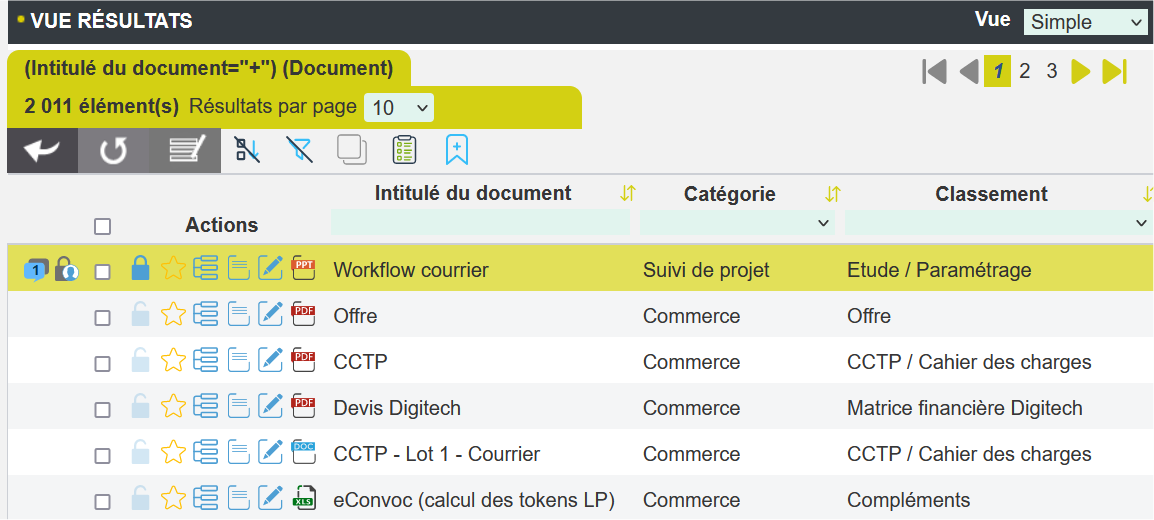 VUE RÉSULTATS Vue Simple
(Intitulé du document="+") (Document) 1 2 3
2 011 élément(s) Résultats par page 10
Intitulé du document Catégorie Classement
Actions
1 PPT Workflow courrier Suivi de projet Etude / Paramétrage
PDF Offre Commerce Offre
PDF CCTP Commerce CCTP / Cahier des charges
PDF Devis Digitech Commerce Matrice financière Digitech
DOC CCTP - Lot 1 - Courrier Commerce CCTP / Cahier des charges
XLS eConvoc (calcul des tokens LP) Commerce Compléments